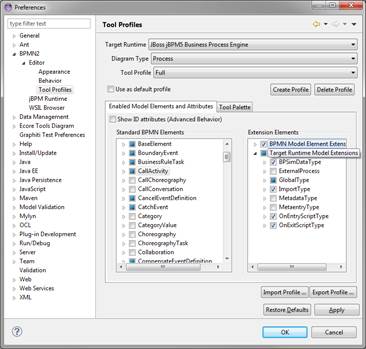 Preferences
type filter text
General
Ant
BPMN2
Editor
Appearance
Behavior
Tool Profiles
jBPM Runtime
WSIL Browser
Data Management
Ecore Tools Diagram
Graphiti Test Preferences
Help
Install/Update
Java
Java EE
Java Persistence
Maven
Model Validation
Mylyn
OCL
Plug-in Development
Run/Debug
Server
Team
Validation
Web
Web Services
XML
Tool Profiles
Target Runtime JBoss jBPM5 Business Process Engine
Diagram Type Process
Tool Profile Full
Use as default profile
Create Profile Delete Profile
Enabled Model Elements and Attributes Tool Palette
Show ID attributes (Advanced Behavior)
Standard BPMN Elements
BaseElement
BoundaryEvent
BusinessRuleTask
CallActivity
CallChoreography
CallConversation
CancelEventDefinition
CatchEvent
Category
CategoryValue
Choreography
ChoreographyTask
Collaboration
CompensateEventDefinition
Extension Elements
BPMN Model Element Extens
Target Runtime Model Extensions
BPSimDataType
ExternalProcess
GlobalType
ImportType
MetadataType
MetaentryType
OnEntryScriptType
OnExitScriptType
Import Profile ... Export Profile ...
Restore Defaults Apply
? OK Cancel